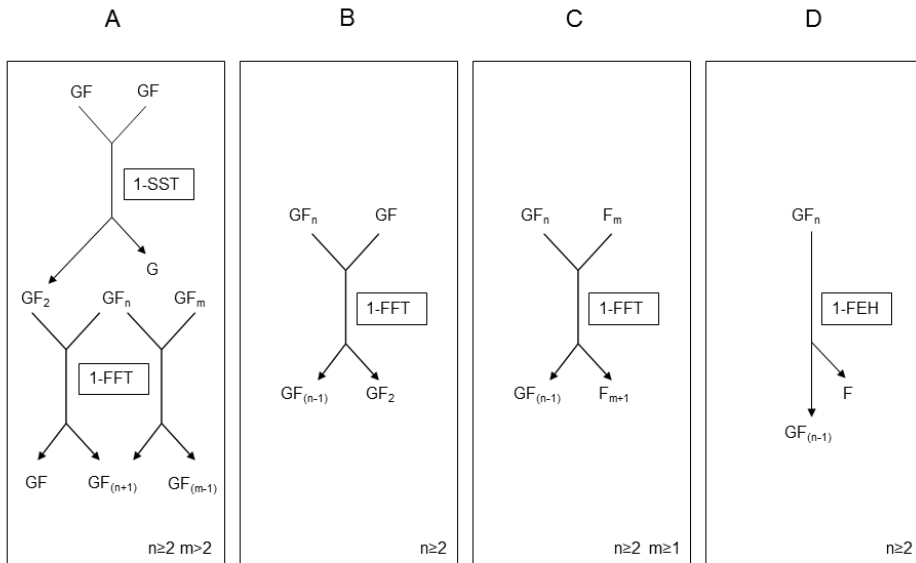 A B C D
GF GF
1-SST
G
GF₂ GFₙ GFₘ
1-FFT
GF GF₍ₙ₊₁₎ GF₍ₘ₋₁₎
n≥2 m>2
GFₙ GF
1-FFT
GF₍ₙ₋₁₎ GF₂
n≥2
GFₙ Fₘ
1-FFT
GF₍ₙ₋₁₎ Fₘ₊₁
n≥2 m≥1
GFₙ
1-FEH
F
GF₍ₙ₋₁₎
n≥2